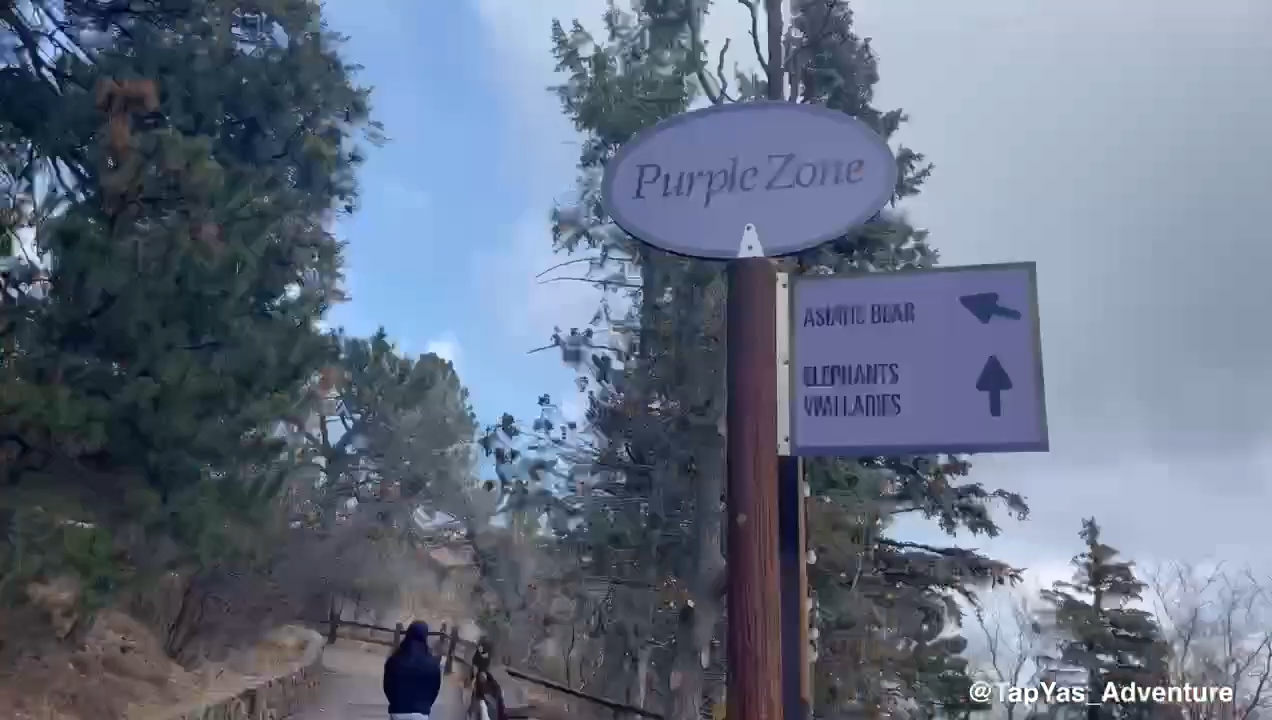 Purple Zone
ASIATIC BEAR
ELEPHANTS
WALLABIES
@TapYas_Adventure